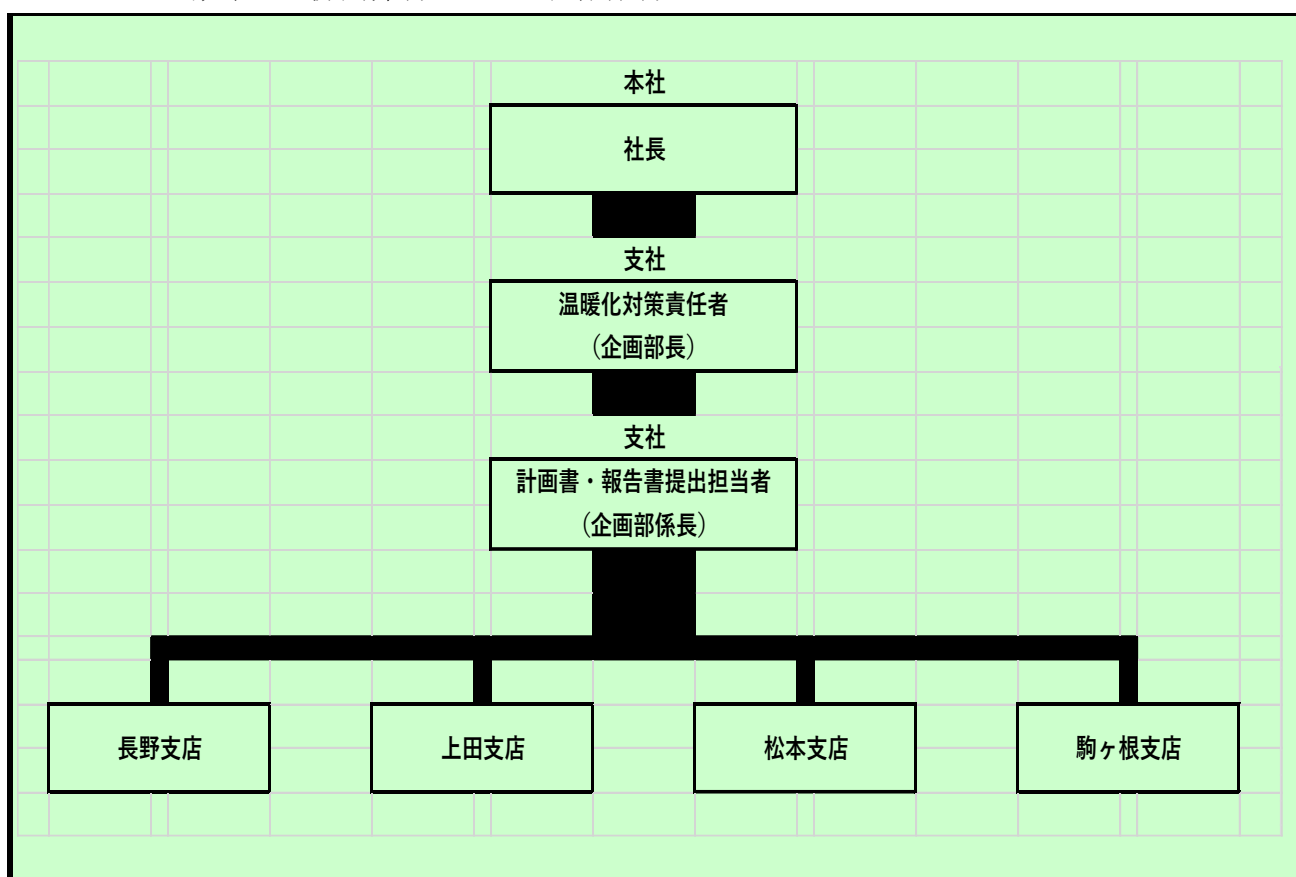 本社
社長
支社
温暖化対策責任者
（企画部長）
支社
計画書・報告書提出担当者
（企画部係長）
長野支店
上田支店
松本支店
駒ヶ根支店